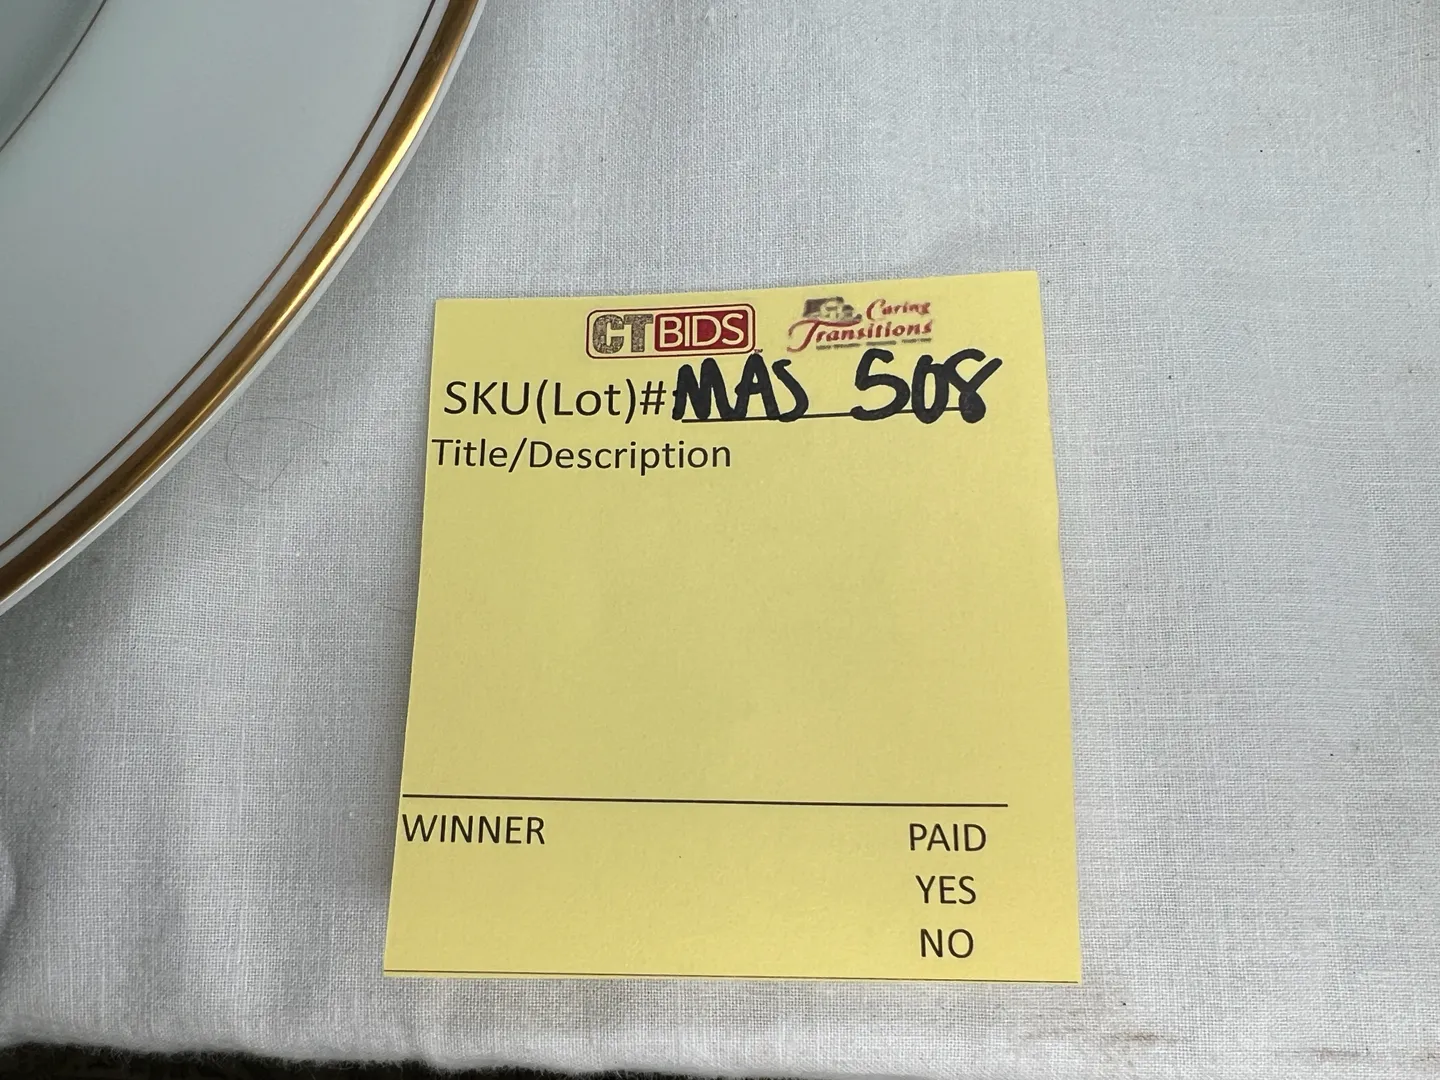 CTBIDS
Caring
Transitions
SKU(Lot)# MAS 508
Title/Description
WINNER PAID
YES
NO